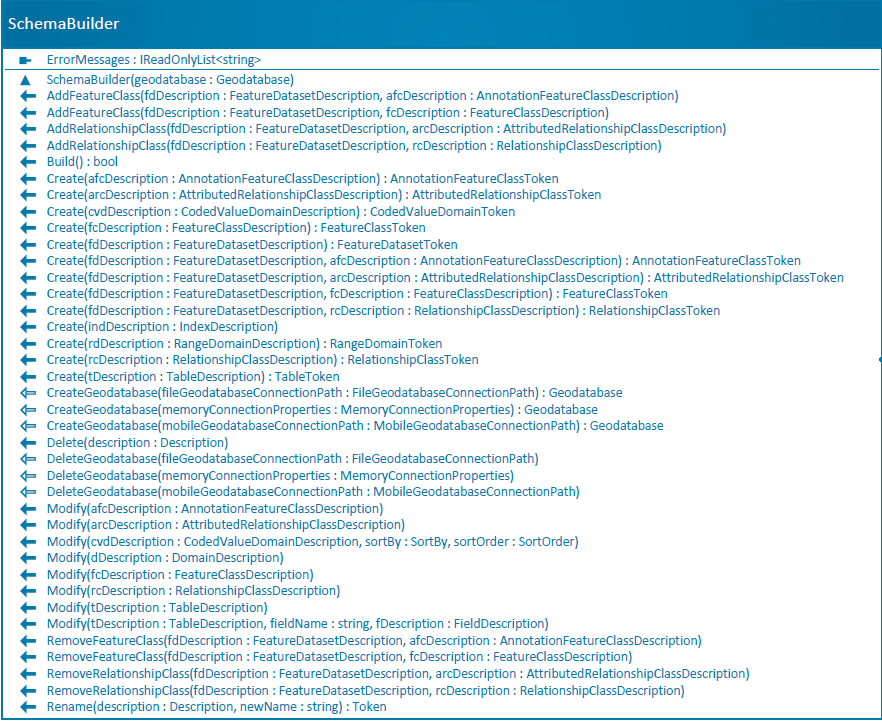 SchemaBuilder
ErrorMessages : IReadOnlyList<string>
SchemaBuilder(geodatabase : Geodatabase)
AddFeatureClass(fdDescription : FeatureDatasetDescription, afcDescription : AnnotationFeatureClassDescription)
AddFeatureClass(fdDescription : FeatureDatasetDescription, fcDescription : FeatureClassDescription)
AddRelationshipClass(fdDescription : FeatureDatasetDescription, arcDescription : AttributedRelationshipClassDescription)
AddRelationshipClass(fdDescription : FeatureDatasetDescription, rcDescription : RelationshipClassDescription)
Build() : bool
Create(afcDescription : AnnotationFeatureClassDescription) : AnnotationFeatureClassToken
Create(arcDescription : AttributedRelationshipClassDescription) : AttributedRelationshipClassToken
Create(cvdDescription : CodedValueDomainDescription) : CodedValueDomainToken
Create(fcDescription : FeatureClassDescription) : FeatureClassToken
Create(fdDescription : FeatureDatasetDescription) : FeatureDatasetToken
Create(fdDescription : FeatureDatasetDescription, afcDescription : AnnotationFeatureClassDescription) : AnnotationFeatureClassToken
Create(fdDescription : FeatureDatasetDescription, arcDescription : AttributedRelationshipClassDescription) : AttributedRelationshipClassToken
Create(fdDescription : FeatureDatasetDescription, fcDescription : FeatureClassDescription) : FeatureClassToken
Create(fdDescription : FeatureDatasetDescription, rcDescription : RelationshipClassDescription) : RelationshipClassToken
Create(indDescription : IndexDescription)
Create(rdDescription : RangeDomainDescription) : RangeDomainToken
Create(rcDescription : RelationshipClassDescription) : RelationshipClassToken
Create(tDescription : TableDescription) : TableToken
CreateGeodatabase(fileGeodatabaseConnectionPath : FileGeodatabaseConnectionPath) : Geodatabase
CreateGeodatabase(memoryConnectionProperties : MemoryConnectionProperties) : Geodatabase
CreateGeodatabase(mobileGeodatabaseConnectionPath : MobileGeodatabaseConnectionPath) : Geodatabase
Delete(description : Description)
DeleteGeodatabase(fileGeodatabaseConnectionPath : FileGeodatabaseConnectionPath)
DeleteGeodatabase(memoryConnectionProperties : MemoryConnectionProperties)
DeleteGeodatabase(mobileGeodatabaseConnectionPath : MobileGeodatabaseConnectionPath)
Modify(afcDescription : AnnotationFeatureClassDescription)
Modify(arcDescription : AttributedRelationshipClassDescription)
Modify(cvdDescription : CodedValueDomainDescription, sortBy : SortBy, sortOrder : SortOrder)
Modify(dDescription : DomainDescription)
Modify(fcDescription : FeatureClassDescription)
Modify(rcDescription : RelationshipClassDescription)
Modify(tDescription : TableDescription)
Modify(tDescription : TableDescription, fieldName : string, fDescription : FieldDescription)
RemoveFeatureClass(fdDescription : FeatureDatasetDescription, afcDescription : AnnotationFeatureClassDescription)
RemoveFeatureClass(fdDescription : FeatureDatasetDescription, fcDescription : FeatureClassDescription)
RemoveRelationshipClass(fdDescription : FeatureDatasetDescription, arcDescription : AttributedRelationshipClassDescription)
RemoveRelationshipClass(fdDescription : FeatureDatasetDescription, rcDescription : RelationshipClassDescription)
Rename(description : Description, newName : string) : Token